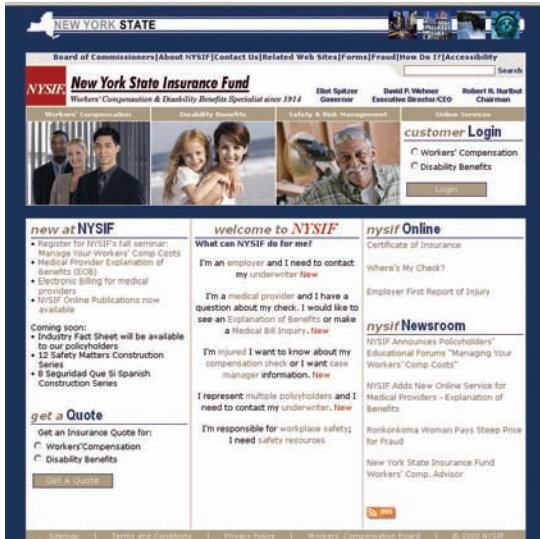 NEW YORK STATE
Board of Commissioners|About NYSIF|Contact Us|Related Web Sites|Forms|Fraud|How Do I?|Accessibility
Search
NYSIF
New York State Insurance Fund
Workers' Compensation & Disability Benefits Specialist since 1914
Eliot Spitzer
Governor
David P. Wehner
Executive Director/CEO
Robert H. Hurlbut
Chairman
Workers' Compensation
Disability Benefits
Safety & Risk Management
Online Services
customer Login
Workers' Compensation
Disability Benefits
Login
new at NYSIF
• Register for NYSIF's fall seminar:
Manage Your Workers' Comp Costs
• Medical Provider Explanation of
Benefits (EOB)
• Electronic Billing for medical
providers
• NYSIF Online Publications now
available
Coming soon:
• Industry Fact Sheet will be available
to our policyholders
• 12 Safety Matters Construction
Series
• 8 Seguridad Que Si Spanish
Construction Series
get a Quote
Get an Insurance Quote for:
Workers'Compensation
Disability Benefits
Get A Quote
welcome to NYSIF
What can NYSIF do for me?
I'm an employer and I need to contact
my underwriter New
I'm a medical provider and I have a
question about my check. I would like to
see an Explanation of Benefits or make
a Medical Bill Inquiry. New
I'm injured I want to know about my
compensation check or I want case
manager information. New
I represent multiple policyholders and I
need to contact my underwriter. New
I'm responsible for workplace safety;
I need safety resources
nysif Online
Certificate of Insurance
Where's My Check?
Employer First Report of Injury
nysif Newsroom
NYSIF Announces Policyholders'
Educational Forums "Managing Your
Workers' Comp Costs"
NYSIF Adds New Online Service for
Medical Providers - Explanation of
Benefits
Ronkonkoma Woman Pays Steep Price
for Fraud
New York State Insurance Fund
Workers' Comp. Advisor
RSS
Sitemap | Terms and Conditions | Privacy Policy | Workers' Compensation Board | © 2000 NYSIF